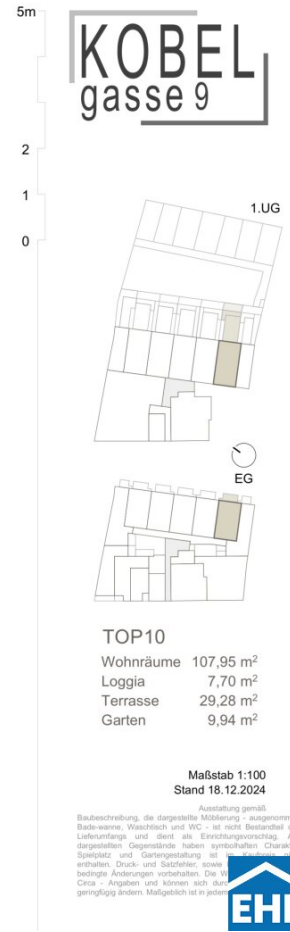 5m
KOBEL
gasse 9
2
1
0
1.UG
EG
TOP10
Wohnräume 107,95 m²
Loggia 7,70 m²
Terrasse 29,28 m²
Garten 9,94 m²
Maßstab 1:100
Stand 18.12.2024
Ausstattung gemäß
Baubeschreibung, die dargestellte Möblierung - ausgenomm
Bade-wanne, Waschtisch und WC - ist nicht Bestandteil
Lieferumfangs und dient als Einrichtungsvorschlag. A
dargestellten Gegenstände haben symbolhaften Charak
Spielplatz und Gartengestaltung ist im Kaufpreis
enthalten. Druck- und Satzfehler, sowie
bedingte Änderungen vorbehalten. Die W
Circa - Angaben und können sich durc
geringfügig ändern. Maßgeblich ist in jedem
EHL